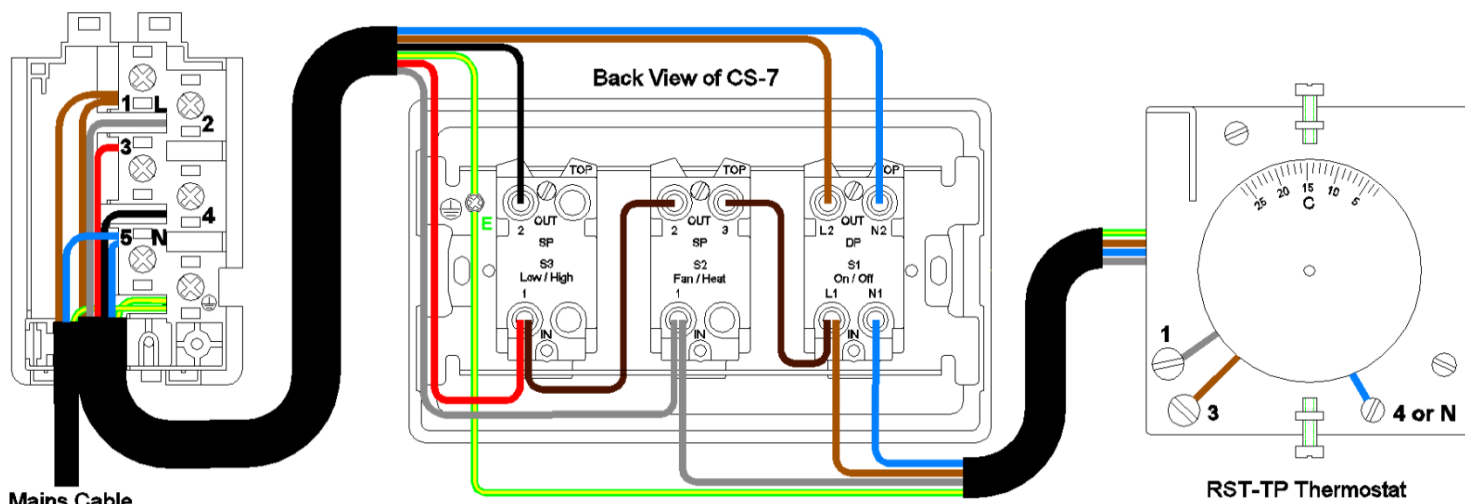 Back View of CS-7
1 L
2
3
4
5 N
Mains Cable
E
TOP
OUT
2
SP
S3
Low / High
1
IN
TOP
OUT
2 3
SP
S2
Fan / Heat
1
IN
TOP
OUT
L2 N2
DP
S1
On / Off
L1 N1
IN
25 20 15 10 5
C
1
3
4 or N
RST-TP Thermostat